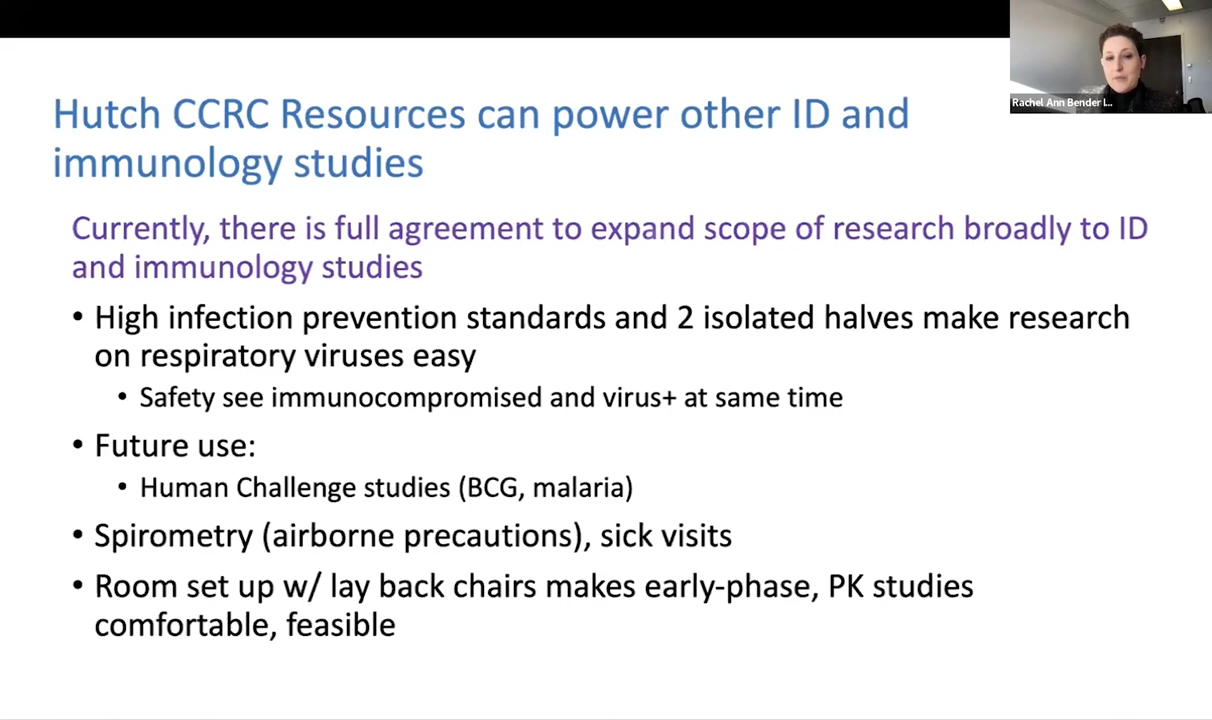 Rachel Ann Bender I...
Hutch CCRC Resources can power other ID and
immunology studies
Currently, there is full agreement to expand scope of research broadly to ID
and immunology studies
• High infection prevention standards and 2 isolated halves make research
on respiratory viruses easy
• Safety see immunocompromised and virus+ at same time
• Future use:
• Human Challenge studies (BCG, malaria)
• Spirometry (airborne precautions), sick visits
• Room set up w/ lay back chairs makes early-phase, PK studies
comfortable, feasible